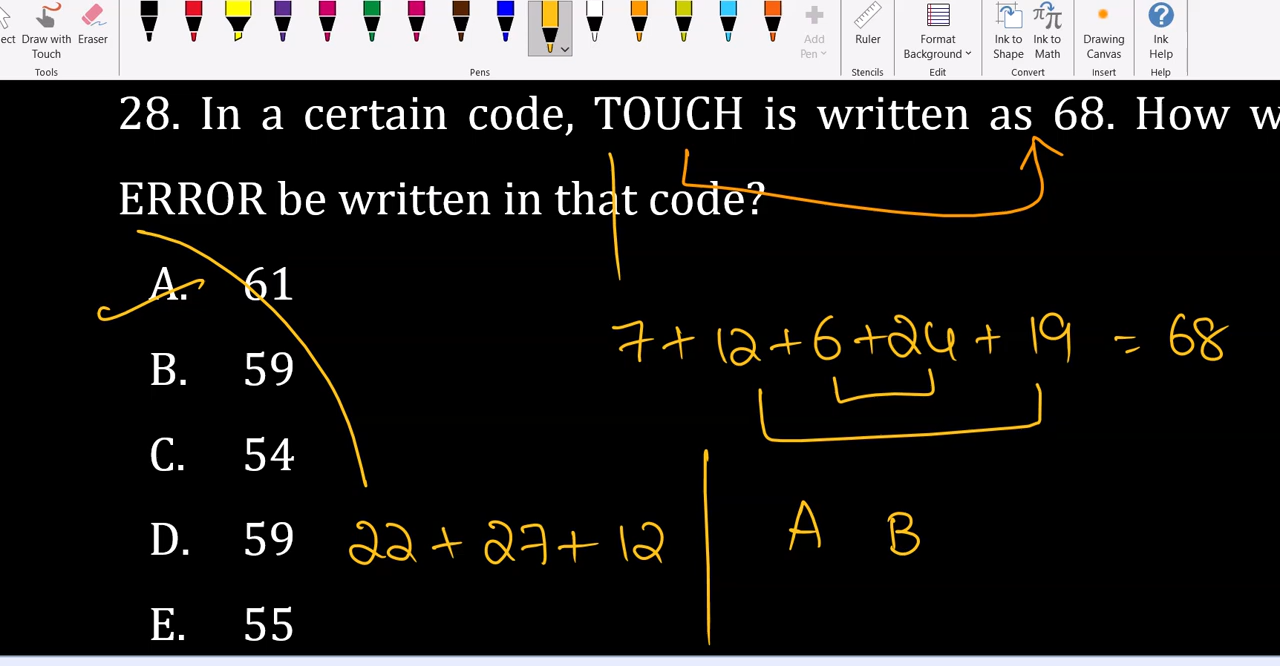 ect Draw with Touch Eraser Add Pen Ruler Format Background Ink to Shape Ink to Math Drawing Canvas Ink Help
Tools Pens Stencils Edit Convert Insert Help
28. In a certain code, TOUCH is written as 68. How w
ERROR be written in that code?
A. 61
7+12+6+24+19 = 68
B. 59
C. 54
D. 59 22+27+12 A B
E. 55